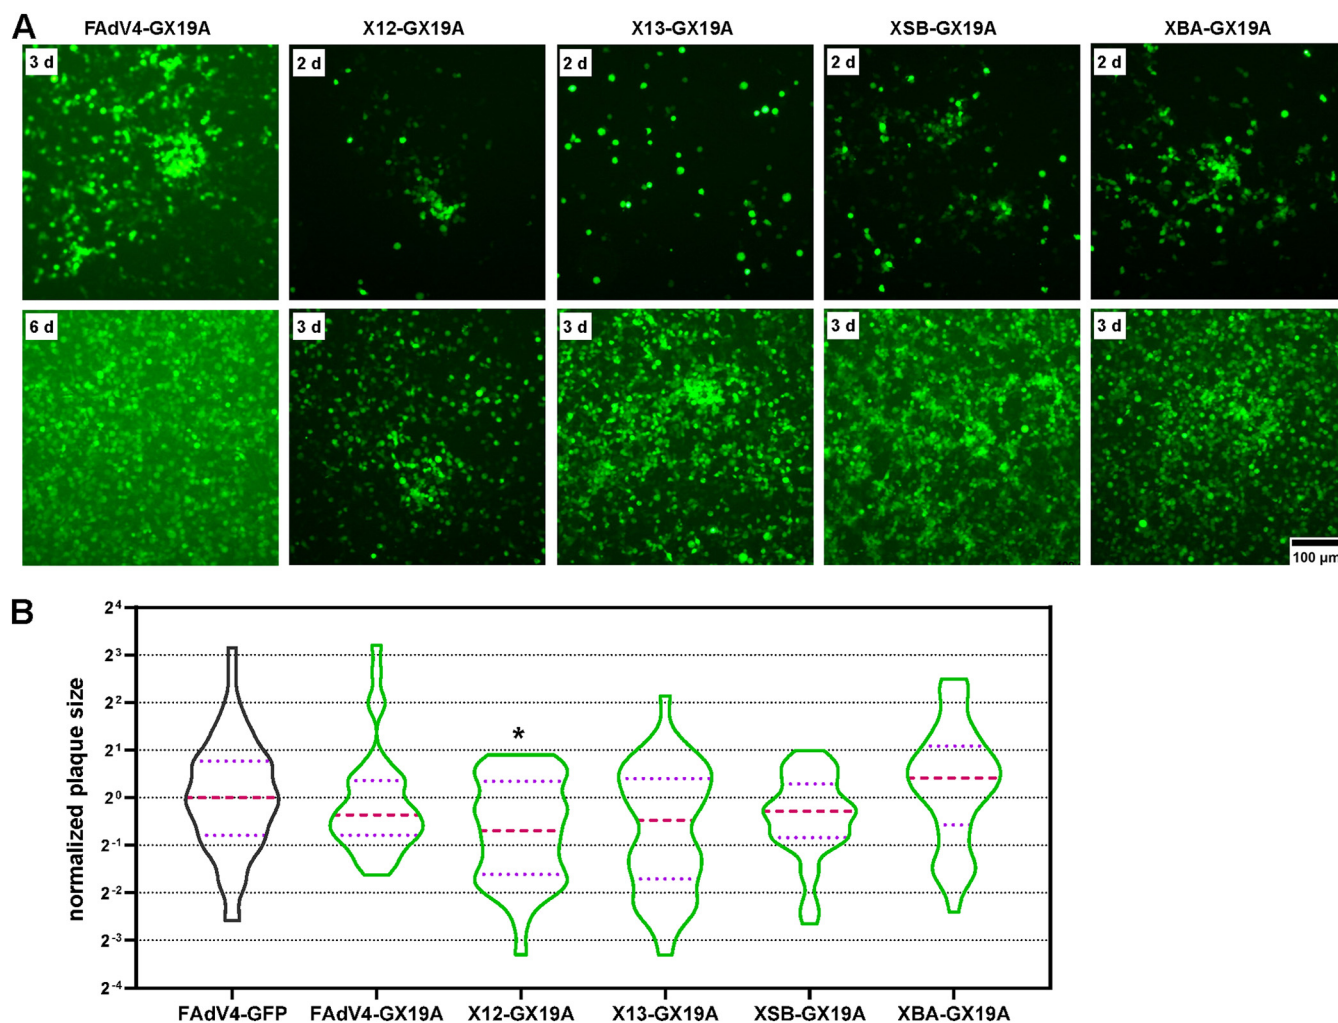 A
FAdV4-GX19A X12-GX19A X13-GX19A XSB-GX19A XBA-GX19A
3 d 2 d 2 d 2 d 2 d
6 d 3 d 3 d 3 d 3 d
100 µm
B
normalized plaque size
2⁴
2³
2²
2¹
2⁰
2⁻¹
2⁻²
2⁻³
2⁻⁴
*
FAdV4-GFP FAdV4-GX19A X12-GX19A X13-GX19A XSB-GX19A XBA-GX19A